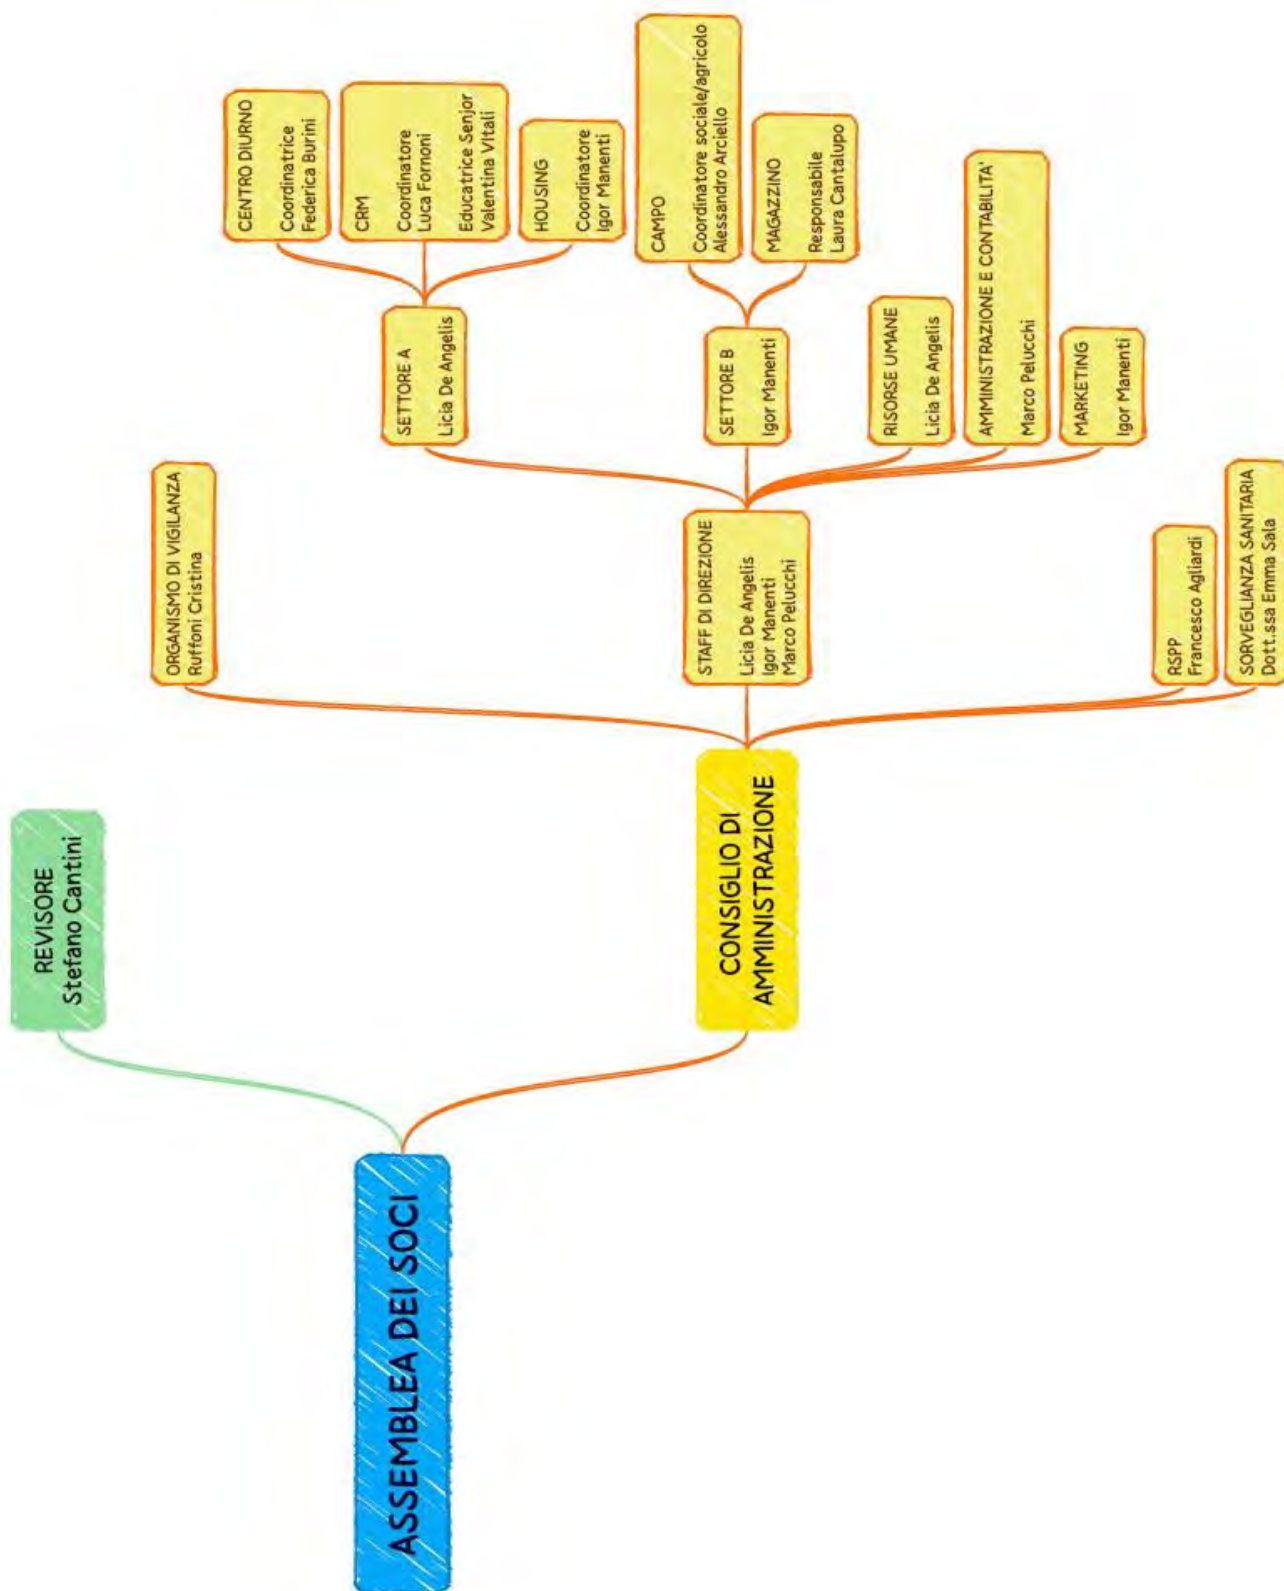 ASSEMBLEA DEI SOCI
REVISORE
Stefano Cantini
CONSIGLIO DI
AMMINISTRAZIONE
ORGANISMO DI VIGILANZA
Ruffoni Cristina
STAFF DI DIREZIONE
Licia De Angelis
Igor Manenti
Marco Pelucchi
SETTORE A
Licia De Angelis
CENTRO DIURNO
Coordinatrice
Federica Burini
CRM
Coordinatore
Luca Fornoni
Educatrice Senjor
Valentina VItali
HOUSING
Coordinatore
Igor Manenti
SETTORE B
Igor Manenti
CAMPO
Coordinatore sociale/agricolo
Alessandro Arciello
MAGAZZINO
Responsabile
Laura Cantalupo
RISORSE UMANE
Licia De Angelis
AMMINISTRAZIONE E CONTABILITA'
Marco Pelucchi
MARKETING
Igor Manenti
RSPP
Francesco Agliardi
SORVEGLIANZA SANITARIA
Dott.ssa Emma Sala